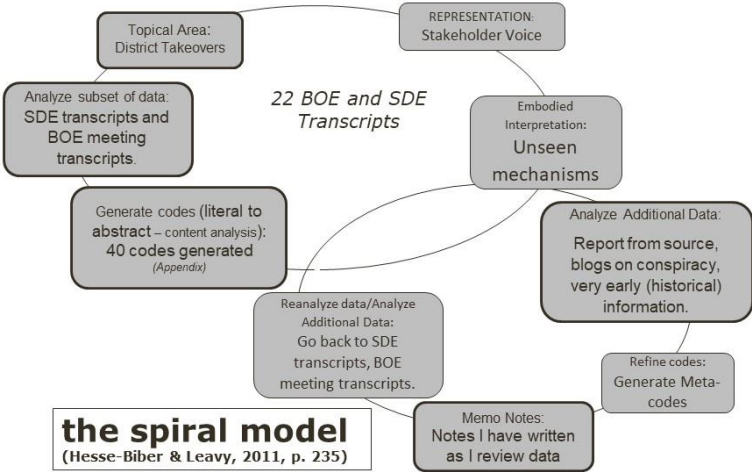 Topical Area:
District Takeovers
REPRESENTATION:
Stakeholder Voice
22 BOE and SDE
Transcripts
Analyze subset of data:
SDE transcripts and
BOE meeting
transcripts.
Embodied
Interpretation:
Unseen
mechanisms
Generate codes (literal to
abstract – content analysis):
40 codes generated
(Appendix)
Analyze Additional Data:
Report from source,
blogs on conspiracy,
very early (historical)
information.
Reanalyze data/Analyze
Additional Data:
Go back to SDE
transcripts, BOE
meeting transcripts.
Refine codes:
Generate Meta-
codes
Memo Notes:
Notes I have written
as I review data
the spiral model
(Hesse-Biber & Leavy, 2011, p. 235)